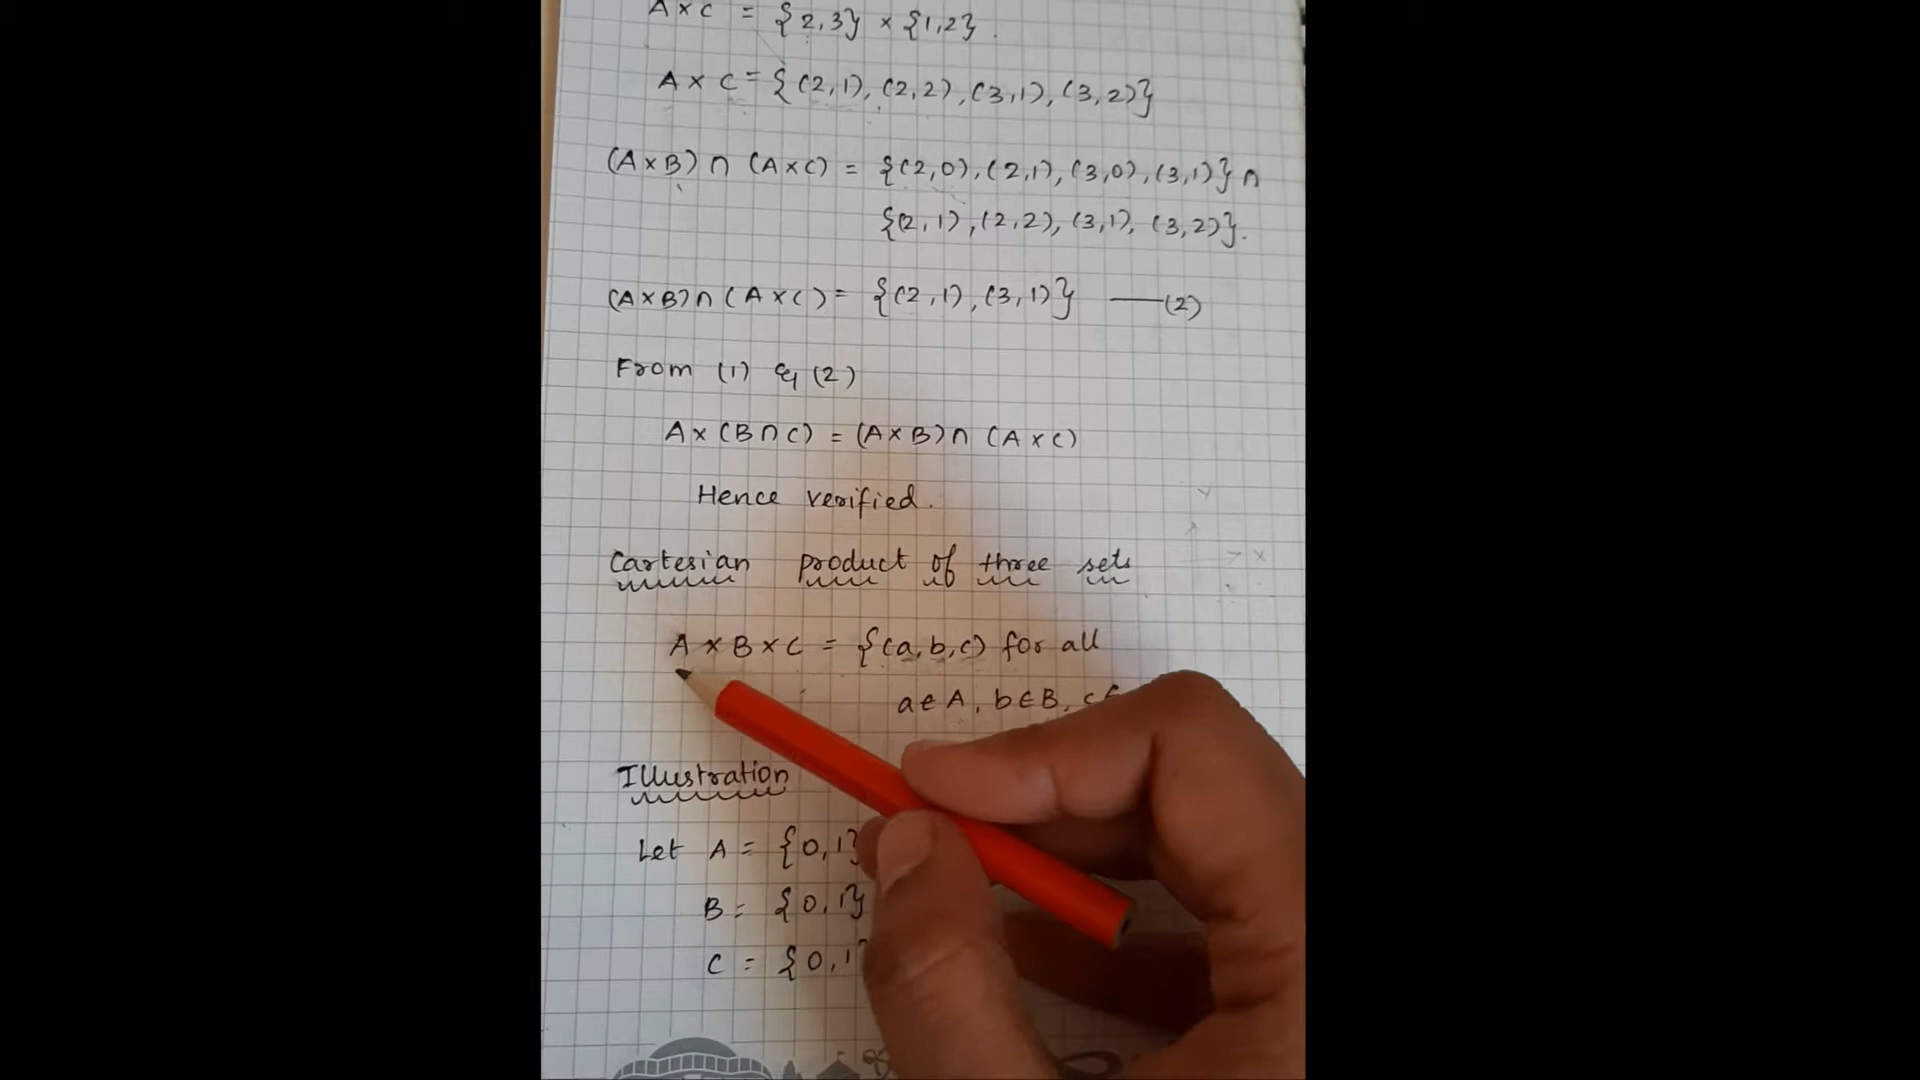 A × C = {2,3} × {1,2}.
A × C = {(2,1), (2,2), (3,1), (3,2)}
(A×B) ∩ (A×C) = {(2,0), (2,1), (3,0), (3,1)} ∩
{(2,1), (2,2), (3,1), (3,2)}.
(A×B) ∩ (A×C) = {(2,1), (3,1)} —(2)
From (1) & (2)
A × (B∩C) = (A×B) ∩ (A×C)
Hence verified.
Cartesian product of three sets
A × B × C = {(a,b,c) for all
a∈A, b∈B, c∈
Illustration
Let A = {0,1}
B = {0,1}
C = {0,1}